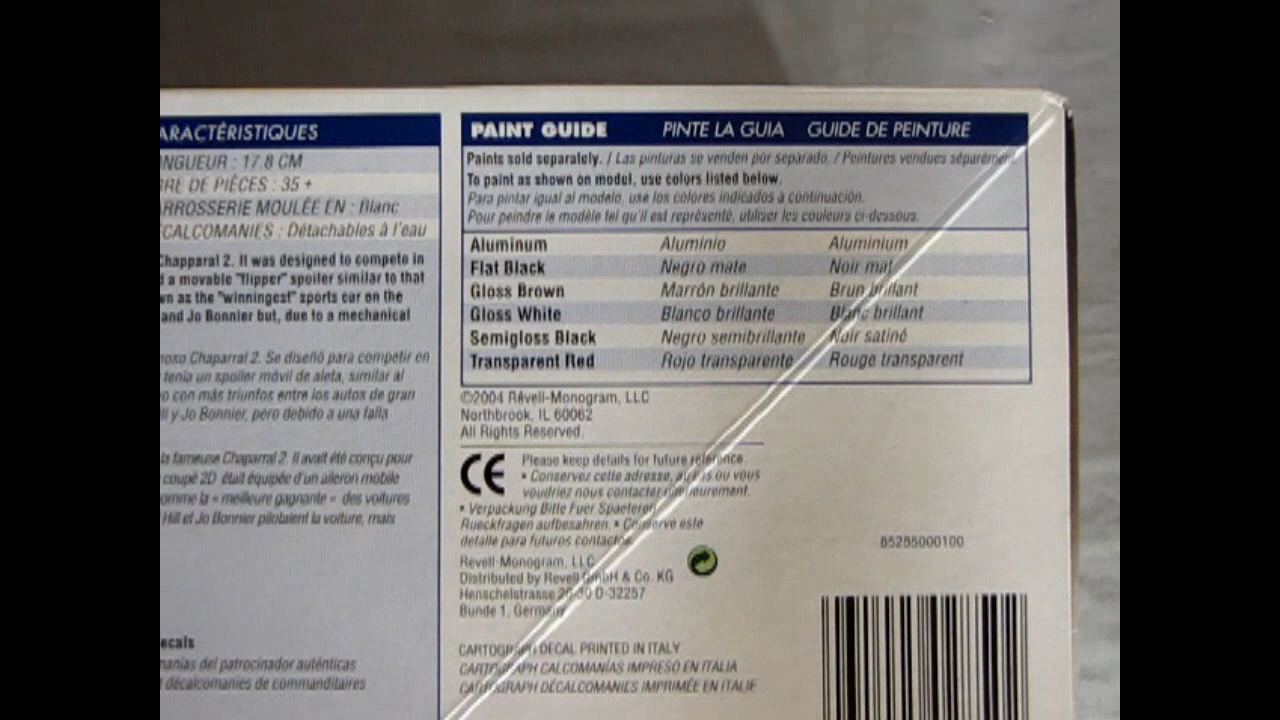 ARACTÉRISTIQUES
NGUEUR : 17.8 CM
RE DE PIÈCES : 35 +
RROSSERIE MOULÉE EN : Blanc
CALCOMANIES : Détachables à l'eau
Chapparal 2. It was designed to compete in
a movable "flipper" spoiler similar to that
as the "winningest" sports car on the
and Jo Bonnier but, due to a mechanical
Chaparral 2. Se diseñó para competir en
tenía un spoiler móvil de aleta, similar al
con más triunfos entre los autos de gran
y Jo Bonnier, pero debido a una falla
la fameuse Chaparral 2. Il avait été conçu pour
coupé 2D était équipée d'un aileron mobile
omme la « meilleure gagnante » des voitures
Hill et Jo Bonnier pilotaient la voiture, mais
ecals
manías del patrocinador auténticas
décalcomanies de commanditaires
PAINT GUIDE PINTE LA GUIA GUIDE DE PEINTURE
Paints sold separately. / Las pinturas se venden por separado. / Peintures vendues séparément
To paint as shown on model, use colors listed below.
Para pintar igual al modelo, use los colores indicados a continuación.
Pour peindre le modèle tel qu'il est représenté, utiliser les couleurs ci-dessous.
Aluminum Aluminio Aluminium
Flat Black Negro mate Noir mat
Gloss Brown Marrón brillante Brun brillant
Gloss White Blanco brillante Blanc brillant
Semigloss Black Negro semibrillante Noir satiné
Transparent Red Rojo transparente Rouge transparent
©2004 Revell-Monogram, LLC
Northbrook, IL 60062
All Rights Reserved.
CE
Please keep details for future reference.
• Conservez cette adresse, au cas ou vous
voudriez nous contacter ultérieurement.
• Verpackung Bitte Fuer Spaeteren
Rueckfragen aufbesahren. • Conserve este
detalle para futuros contactos.
Revell-Monogram, LLC
Distributed by Revell GmbH & Co. KG
Henschelstrasse 20-30 D-32257
Bunde 1, Germany
CARTOGRAPH DECAL PRINTED IN ITALY
CARTOGRAPH CALCOMANÍAS IMPRESO EN ITALIA
CARTOGRAPH DÉCALCOMANIES IMPRIMÉE EN ITALIE
85285000100